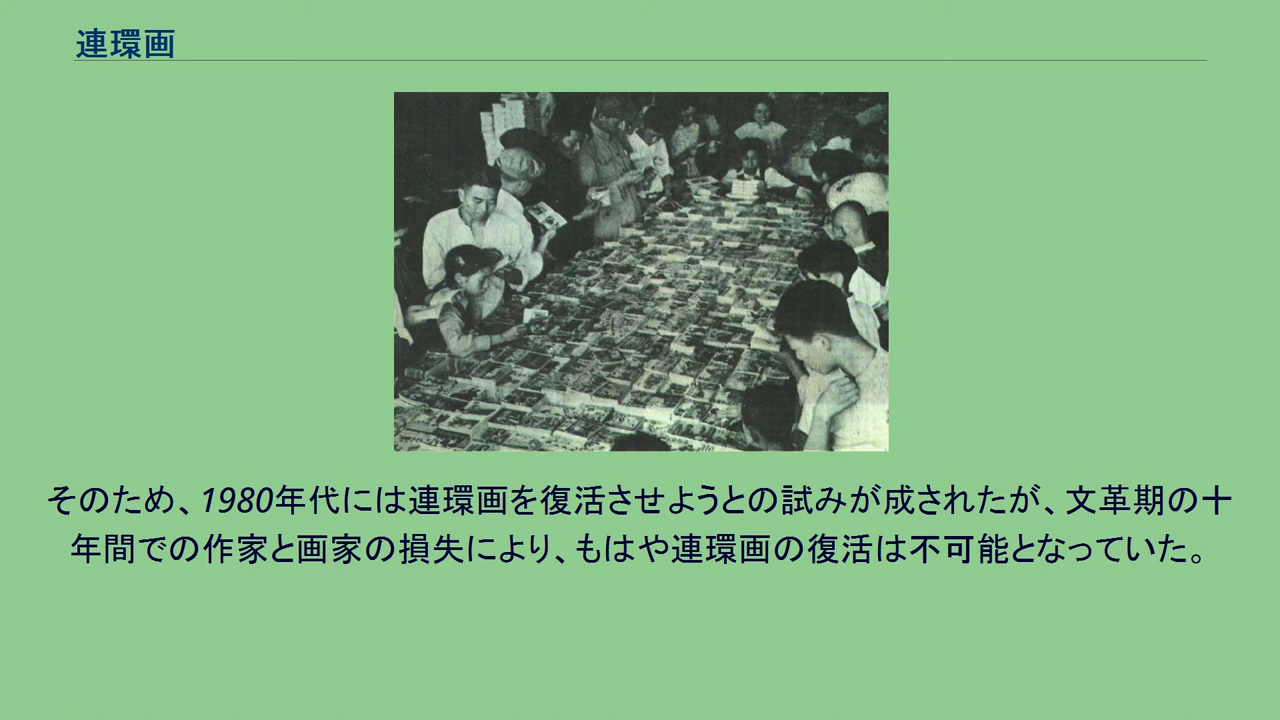 連環画
そのため、1980年代には連環画を復活させようとの試みが成されたが、文革期の十
年間での作家と画家の損失により、もはや連環画の復活は不可能となっていた。